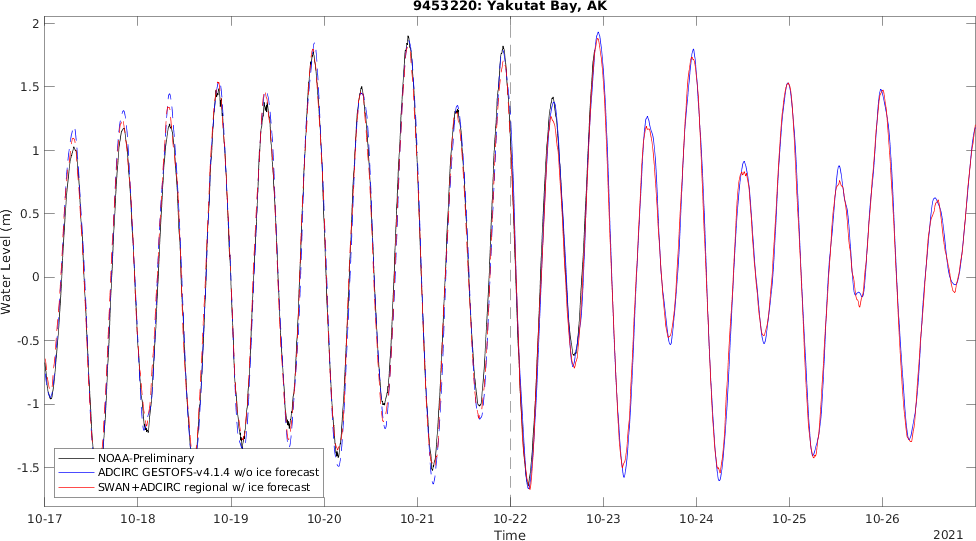 9453220: Yakutat Bay, AK
2
1.5
1
0.5
0
-0.5
-1
-1.5
Water Level (m)
NOAA-Preliminary
ADCIRC GESTOFS-v4.1.4 w/o ice forecast
SWAN+ADCIRC regional w/ ice forecast
10-17 10-18 10-19 10-20 10-21 10-22 10-23 10-24 10-25 10-26
Time
2021